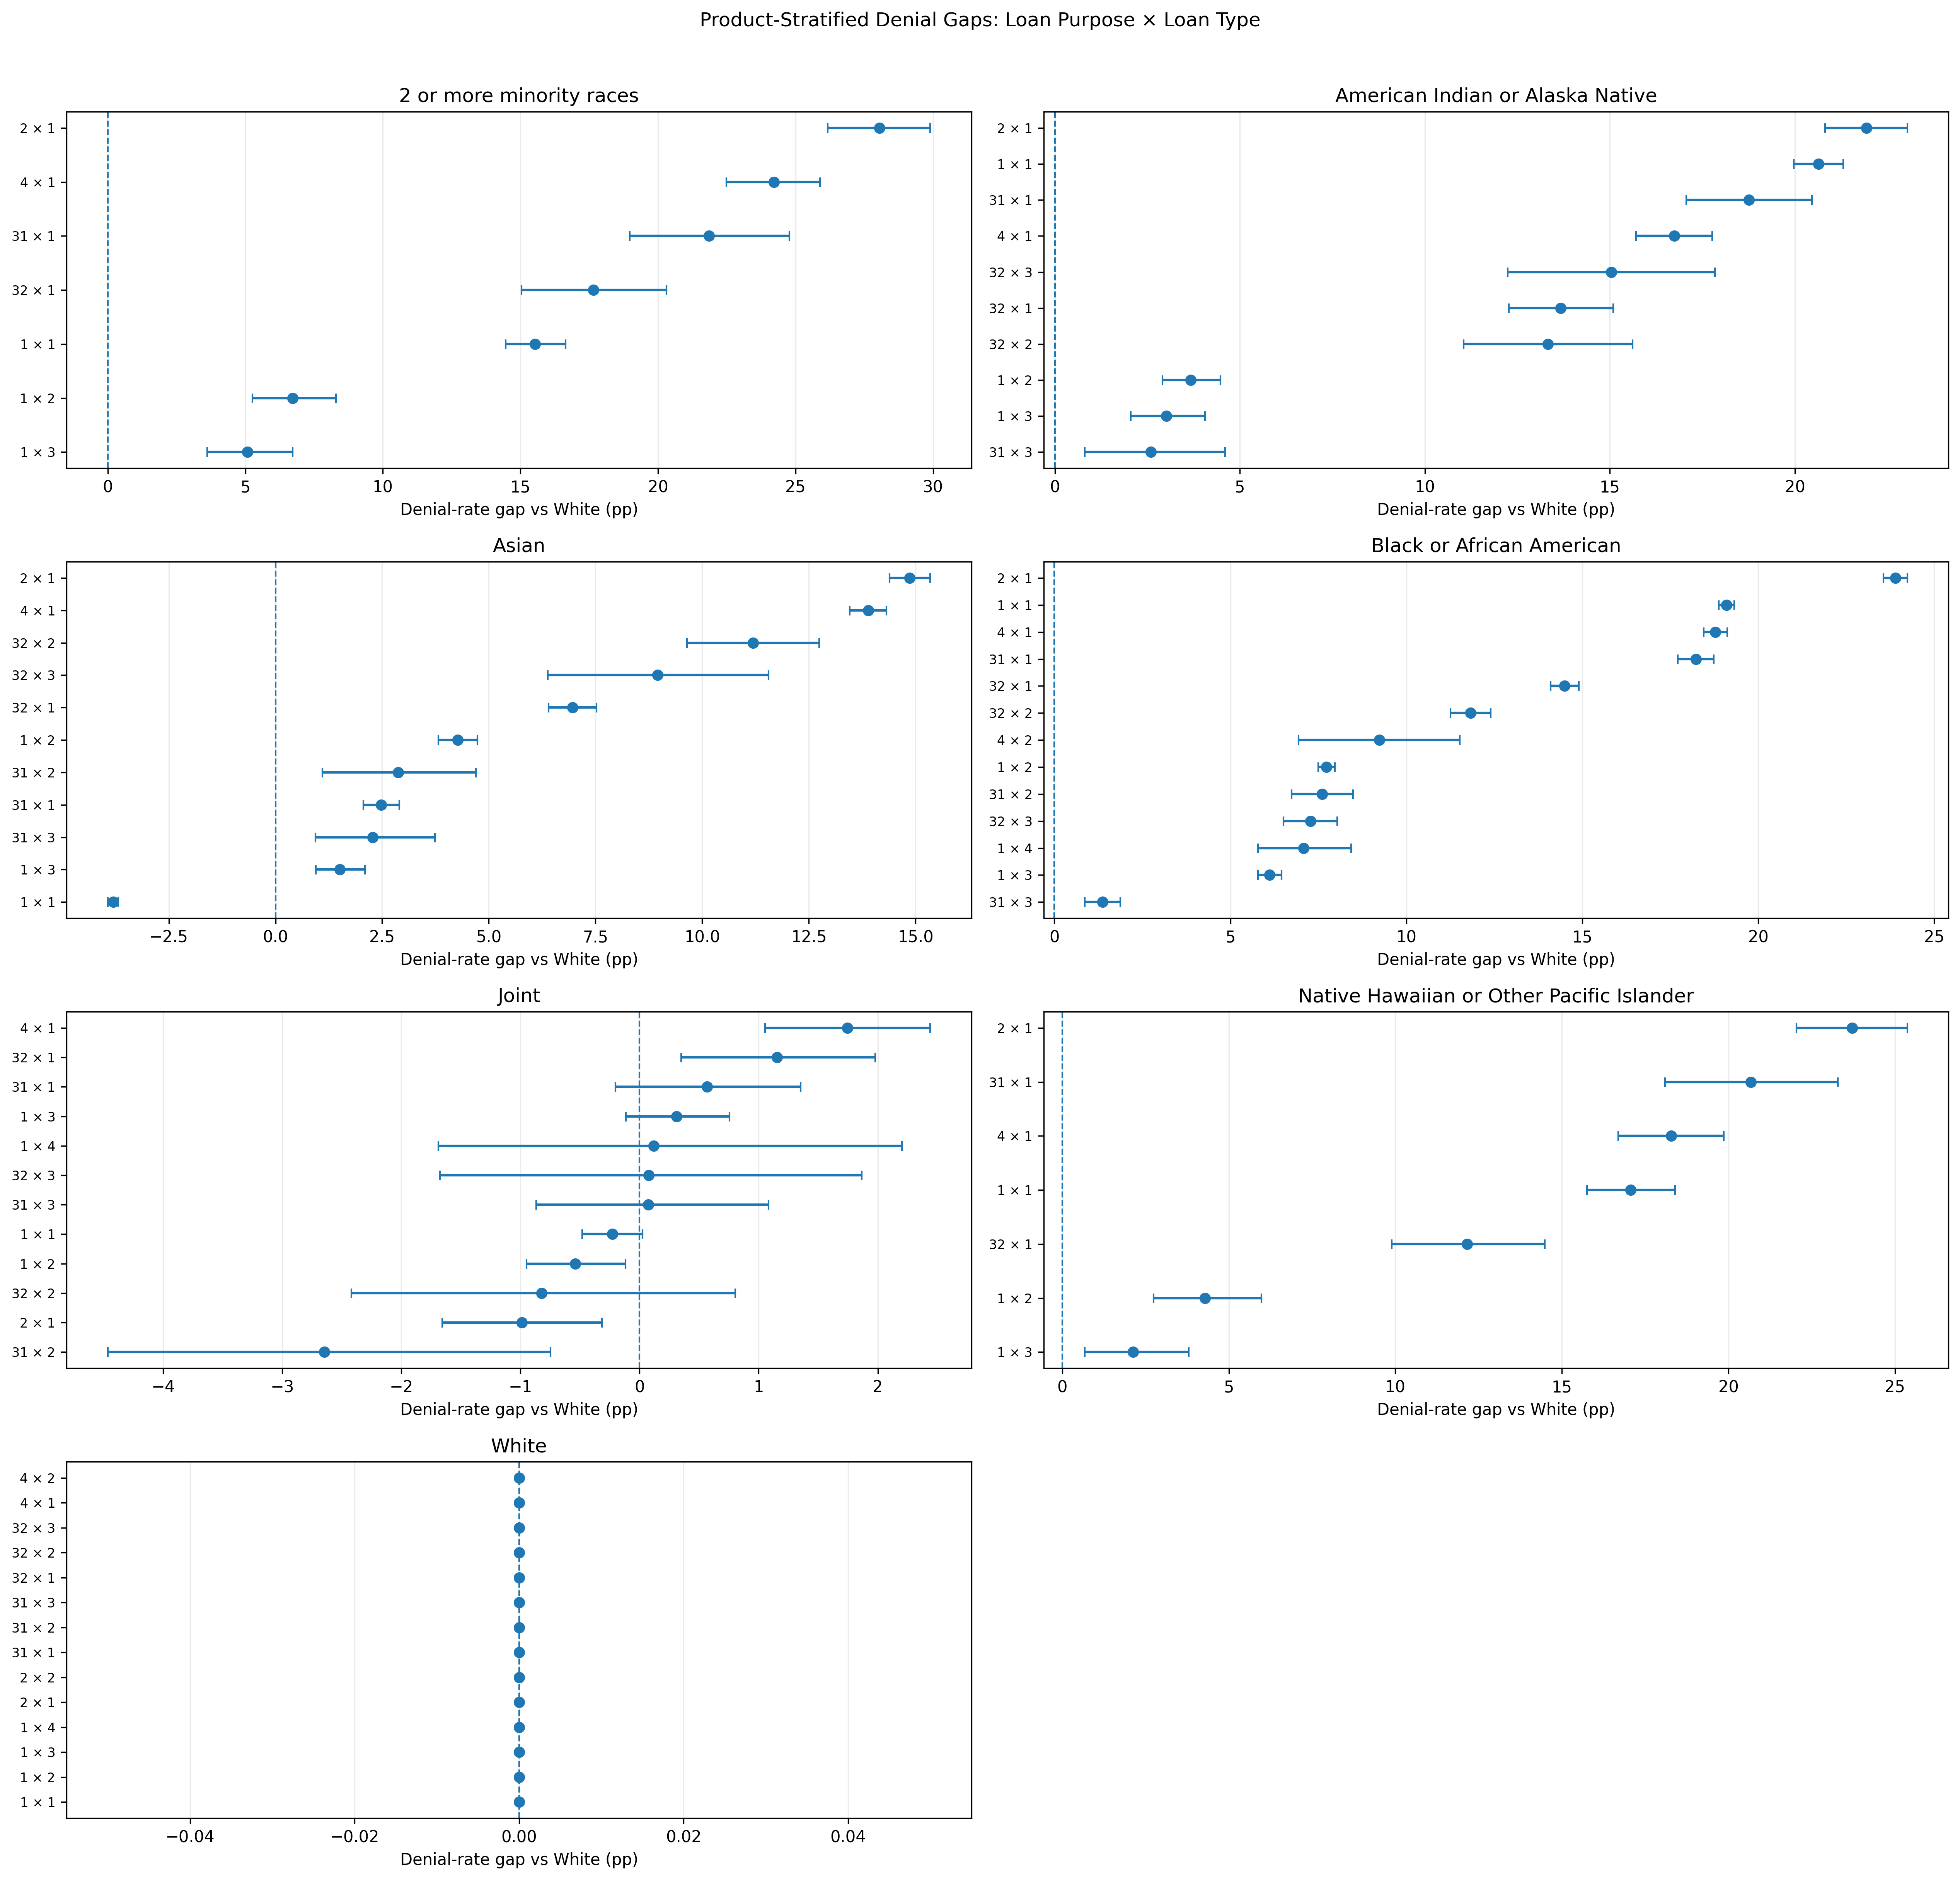 Product-Stratified Denial Gaps: Loan Purpose × Loan Type
2 or more minority races
2 × 1
4 × 1
31 × 1
32 × 1
1 × 1
1 × 2
1 × 3
0 5 10 15 20 25 30
Denial-rate gap vs White (pp)
American Indian or Alaska Native
2 × 1
1 × 1
31 × 1
4 × 1
32 × 3
32 × 1
32 × 2
1 × 2
1 × 3
31 × 3
0 5 10 15 20
Denial-rate gap vs White (pp)
Asian
2 × 1
4 × 1
32 × 2
32 × 3
32 × 1
1 × 2
31 × 2
31 × 1
31 × 3
1 × 3
1 × 1
−2.5 0.0 2.5 5.0 7.5 10.0 12.5 15.0
Denial-rate gap vs White (pp)
Black or African American
2 × 1
1 × 1
4 × 1
31 × 1
32 × 1
32 × 2
4 × 2
1 × 2
31 × 2
32 × 3
1 × 4
1 × 3
31 × 3
0 5 10 15 20 25
Denial-rate gap vs White (pp)
Joint
4 × 1
32 × 1
31 × 1
1 × 3
1 × 4
32 × 3
31 × 3
1 × 1
1 × 2
32 × 2
2 × 1
31 × 2
−4 −3 −2 −1 0 1 2
Denial-rate gap vs White (pp)
Native Hawaiian or Other Pacific Islander
2 × 1
31 × 1
4 × 1
1 × 1
32 × 1
1 × 2
1 × 3
0 5 10 15 20 25
Denial-rate gap vs White (pp)
White
4 × 2
4 × 1
32 × 3
32 × 2
32 × 1
31 × 3
31 × 2
31 × 1
2 × 2
2 × 1
1 × 4
1 × 3
1 × 2
1 × 1
−0.04 −0.02 0.00 0.02 0.04
Denial-rate gap vs White (pp)